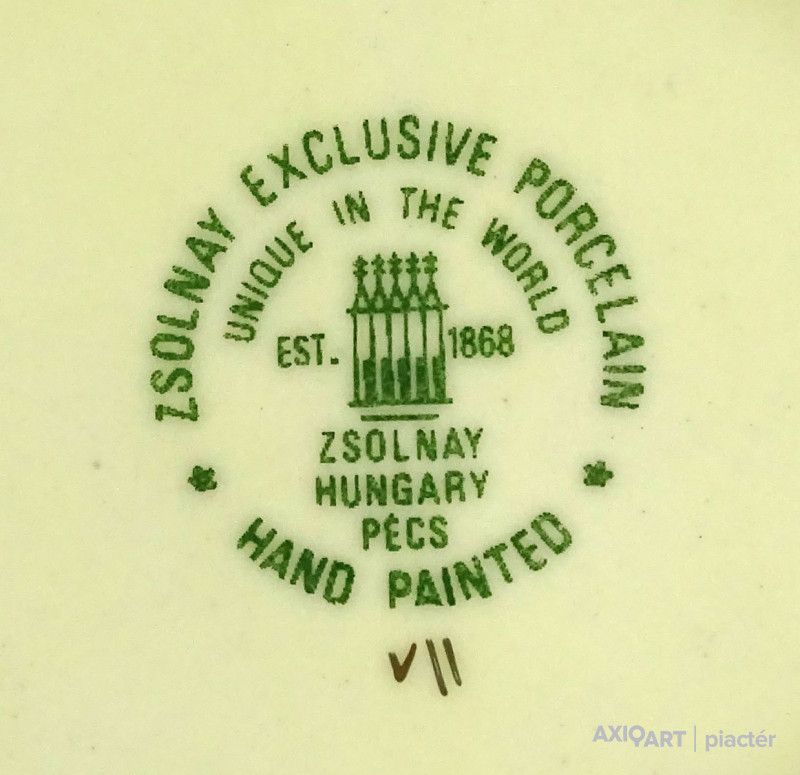 ZSOLNAY EXCLUSIVE PORCELAIN
UNIQUE IN THE WORLD
EST. 1868
ZSOLNAY
HUNGARY
PÉCS
HAND PAINTED
VII
AXIOART | piactér